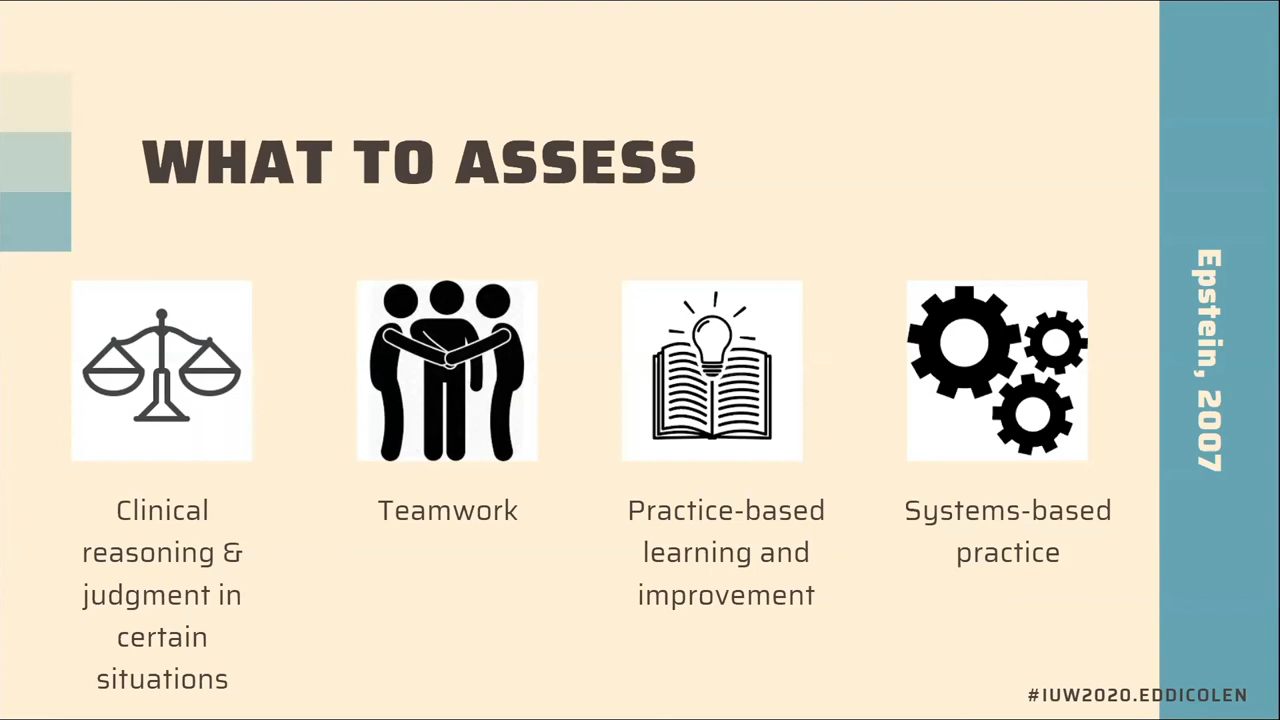 WHAT TO ASSESS
Clinical
reasoning &
judgment in
certain
situations
Teamwork
Practice-based
learning and
improvement
Systems-based
practice
Epstein, 2007
#IUW2020.EDDICOLEN